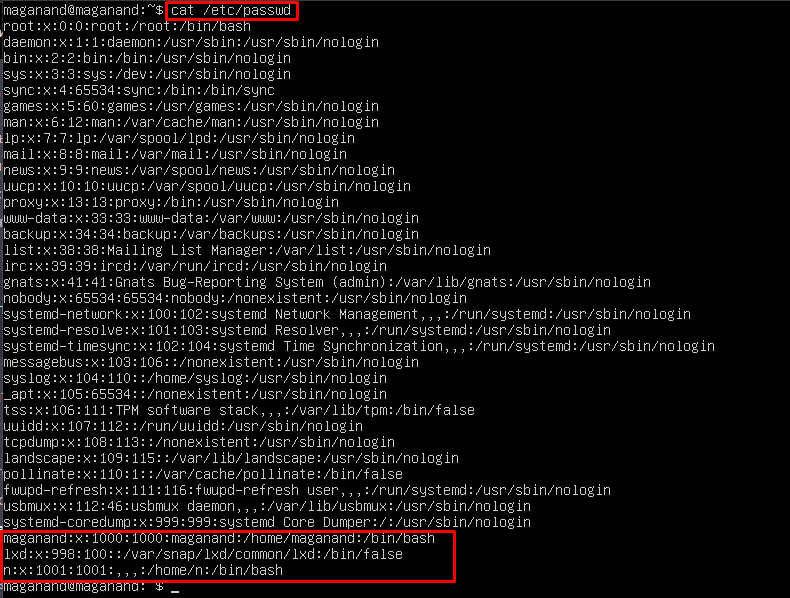 maganand@maganand:~$ cat /etc/passwd
root:x:0:0:root:/root:/bin/bash
daemon:x:1:1:daemon:/usr/sbin:/usr/sbin/nologin
bin:x:2:2:bin:/bin:/usr/sbin/nologin
sys:x:3:3:sys:/dev:/usr/sbin/nologin
sync:x:4:65534:sync:/bin:/bin/sync
games:x:5:60:games:/usr/games:/usr/sbin/nologin
man:x:6:12:man:/var/cache/man:/usr/sbin/nologin
lp:x:7:7:lp:/var/spool/lpd:/usr/sbin/nologin
mail:x:8:8:mail:/var/mail:/usr/sbin/nologin
news:x:9:9:news:/var/spool/news:/usr/sbin/nologin
uucp:x:10:10:uucp:/var/spool/uucp:/usr/sbin/nologin
proxy:x:13:13:proxy:/bin:/usr/sbin/nologin
www-data:x:33:33:www-data:/var/www:/usr/sbin/nologin
backup:x:34:34:backup:/var/backups:/usr/sbin/nologin
list:x:38:38:Mailing List Manager:/var/list:/usr/sbin/nologin
irc:x:39:39:ircd:/var/run/ircd:/usr/sbin/nologin
gnats:x:41:41:Gnats Bug-Reporting System (admin):/var/lib/gnats:/usr/sbin/nologin
nobody:x:65534:65534:nobody:/nonexistent:/usr/sbin/nologin
systemd-network:x:100:102:systemd Network Management,,,:/run/systemd:/usr/sbin/nologin
systemd-resolve:x:101:103:systemd Resolver,,,:/run/systemd:/usr/sbin/nologin
systemd-timesync:x:102:104:systemd Time Synchronization,,,:/run/systemd:/usr/sbin/nologin
messagebus:x:103:106::/nonexistent:/usr/sbin/nologin
syslog:x:104:110::/home/syslog:/usr/sbin/nologin
_apt:x:105:65534::/nonexistent:/usr/sbin/nologin
tss:x:106:111:TPM software stack,,,:/var/lib/tpm:/bin/false
uuidd:x:107:112::/run/uuidd:/usr/sbin/nologin
tcpdump:x:108:113::/nonexistent:/usr/sbin/nologin
landscape:x:109:115::/var/lib/landscape:/usr/sbin/nologin
pollinate:x:110:1::/var/cache/pollinate:/bin/false
fwupd-refresh:x:111:116:fwupd-refresh user,,,:/run/systemd:/usr/sbin/nologin
usbmux:x:112:46:usbmux daemon,,,:/var/lib/usbmux:/usr/sbin/nologin
systemd-coredump:x:999:999:systemd Core Dumper:/:/usr/sbin/nologin
maganand:x:1000:1000:maganand:/home/maganand:/bin/bash
lxd:x:998:100::/var/snap/lxd/common/lxd:/bin/false
n:x:1001:1001:,,,:/home/n:/bin/bash
maganand@maganand:~$ _